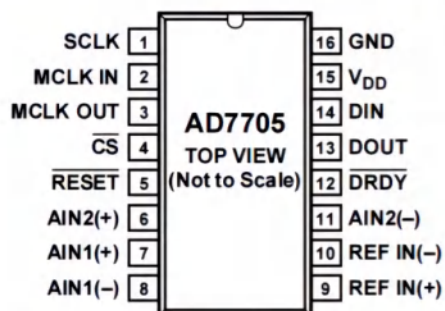 SCLK 1 16 GND
MCLK IN 2 15 VDD
MCLK OUT 3 14 DIN
AD7705
CS 4 13 DOUT
TOP VIEW
RESET 5 (Not to Scale) 12 DRDY
AIN2(+) 6 11 AIN2(–)
AIN1(+) 7 10 REF IN(–)
AIN1(–) 8 9 REF IN(+)